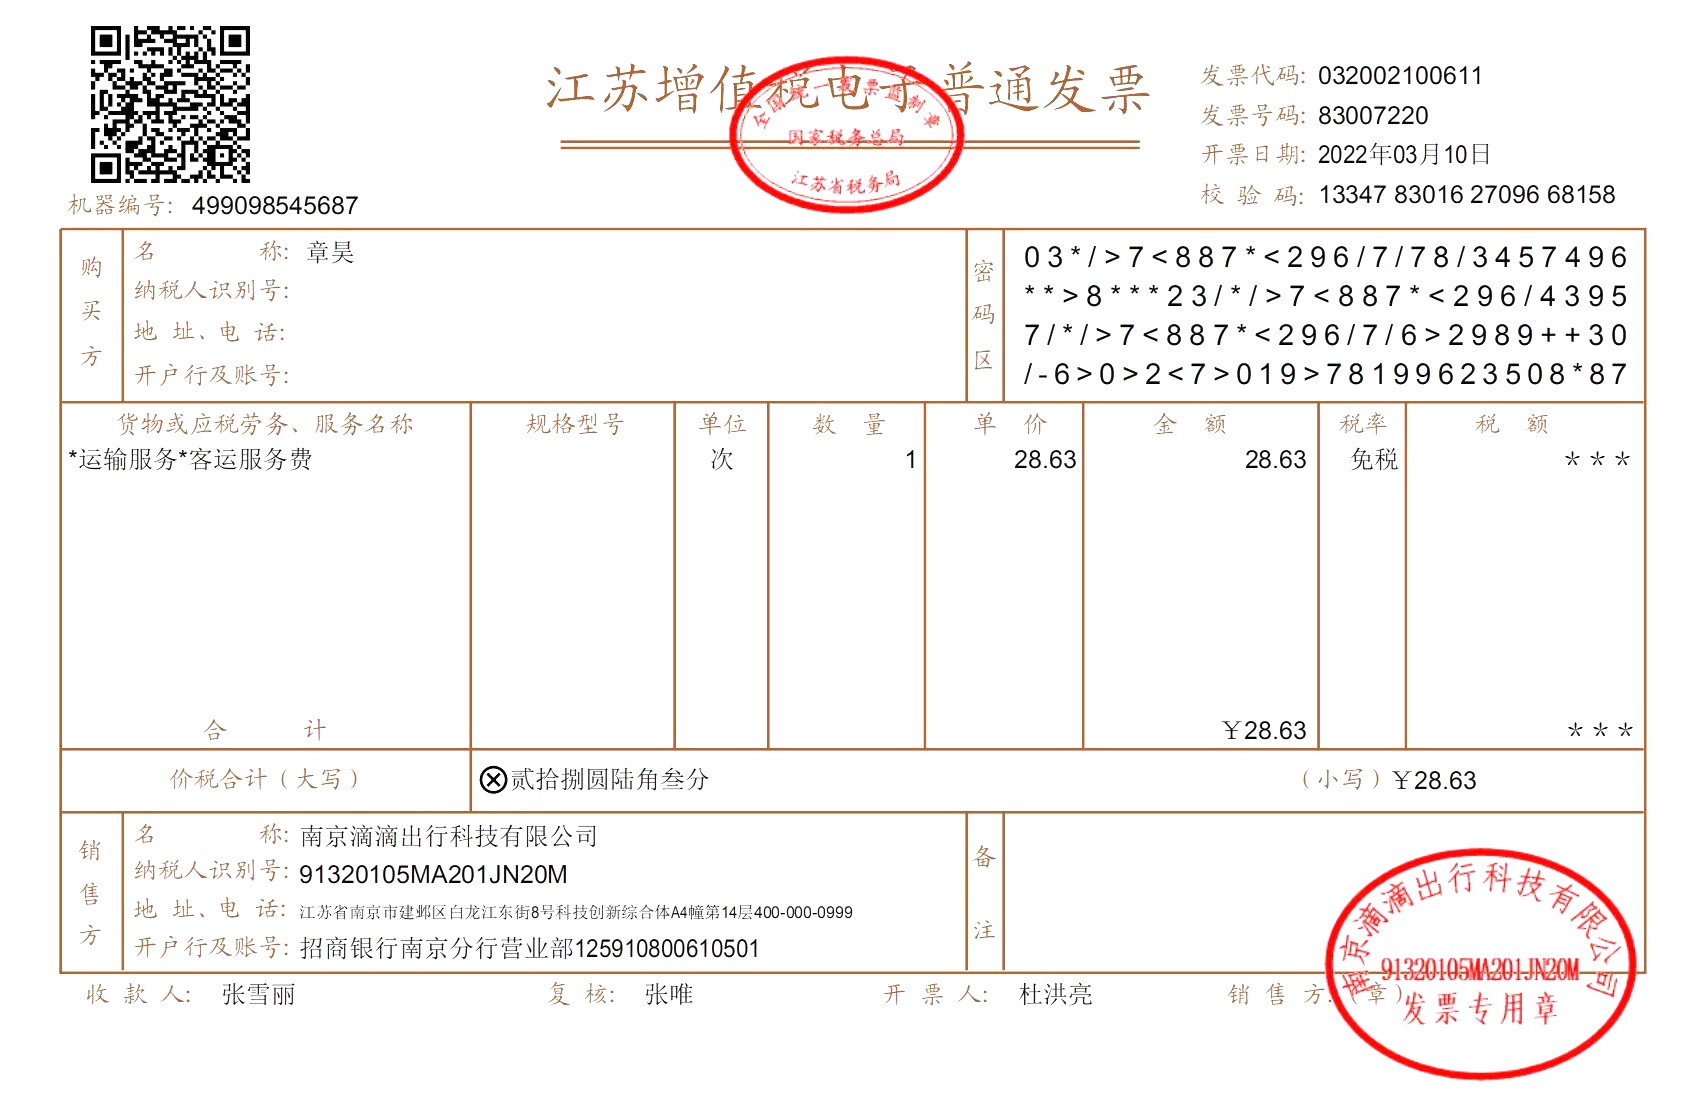 江苏增值税电子普通发票
全国统一发票监制章
国家税务总局
江苏省税务局
发票代码: 032002100611
发票号码: 83007220
开票日期: 2022年03月10日
校 验 码: 13347 83016 27096 68158
机器编号: 499098545687
购买方
名 称: 章昊
纳税人识别号:
地 址、电 话:
开户行及账号:
密码区
03*/>7<887*<296/7/78/3457496
**>8***23/*/>7<887*<296/4395
7/*/>7<887*<296/7/6>2989++30
/-6>0>2<7>019>78199623508*87
货物或应税劳务、服务名称 规格型号 单位 数 量 单 价 金 额 税率 税 额
*运输服务*客运服务费 次 1 28.63 28.63 免税 ***
合 计 ¥28.63 ***
价税合计（大写） ⊗贰拾捌圆陆角叁分 （小写）¥28.63
销售方
名 称: 南京滴滴出行科技有限公司
纳税人识别号: 91320105MA201JN20M
地 址、电 话: 江苏省南京市建邺区白龙江东街8号科技创新综合体A4幢第14层400-000-0999
开户行及账号: 招商银行南京分行营业部125910800610501
备注
收 款 人: 张雪丽 复 核: 张唯 开 票 人: 杜洪亮 销 售 方:（章）
南京滴滴出行科技有限公司
91320105MA201JN20M
发票专用章